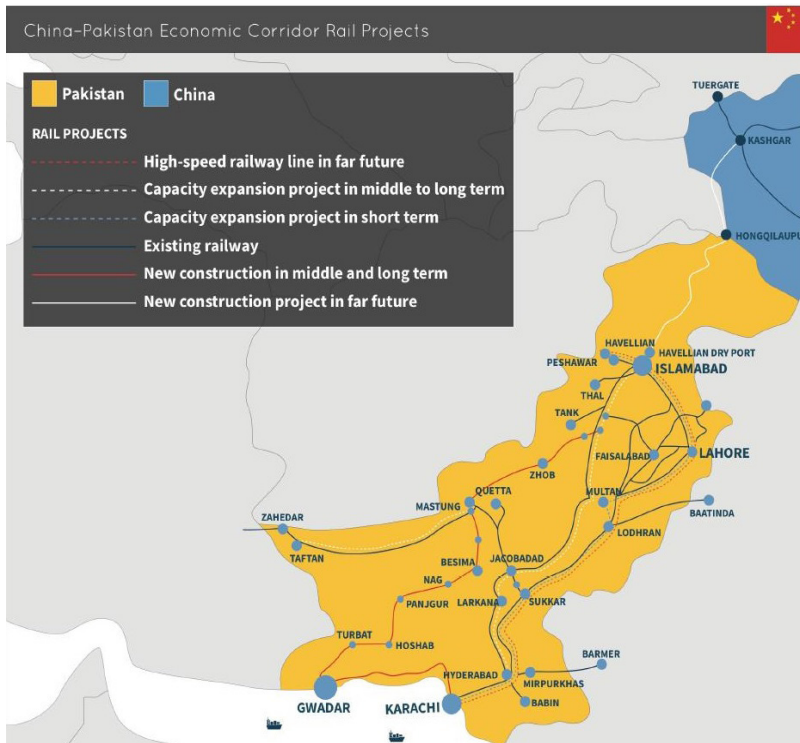 China–Pakistan Economic Corridor Rail Projects
Pakistan
China
RAIL PROJECTS
High-speed railway line in far future
Capacity expansion project in middle to long term
Capacity expansion project in short term
Existing railway
New construction in middle and long term
New construction project in far future
TUERGATE
KASHGAR
HONGQILAUPU
HAVELLIAN
HAVELLIAN DRY PORT
PESHAWAR
ISLAMABAD
THAL
TANK
FAISALABAD
LAHORE
ZHOB
QUETTA
MULTAN
MASTUNG
BAATINDA
ZAHEDAR
LODHRAN
TAFTAN
BESIMA
JACOBADAD
NAG
PANJGUR
LARKANA
SUKKAR
TURBAT
HOSHAB
BARMER
HYDERABAD
MIRPURKHAS
GWADAR
KARACHI
BABIN